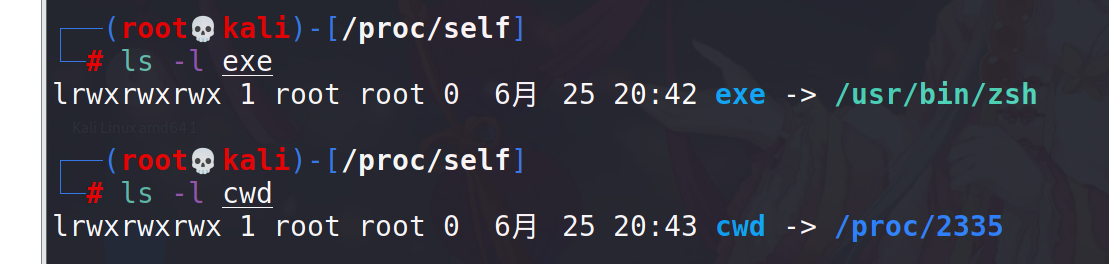 ┌──(root💀kali)-[/proc/self]
└─# ls -l exe
lrwxrwxrwx 1 root root 0  6月  25 20:42 exe -> /usr/bin/zsh
Kali Linux amd64 1
┌──(root💀kali)-[/proc/self]
└─# ls -l cwd
lrwxrwxrwx 1 root root 0  6月  25 20:43 cwd -> /proc/2335